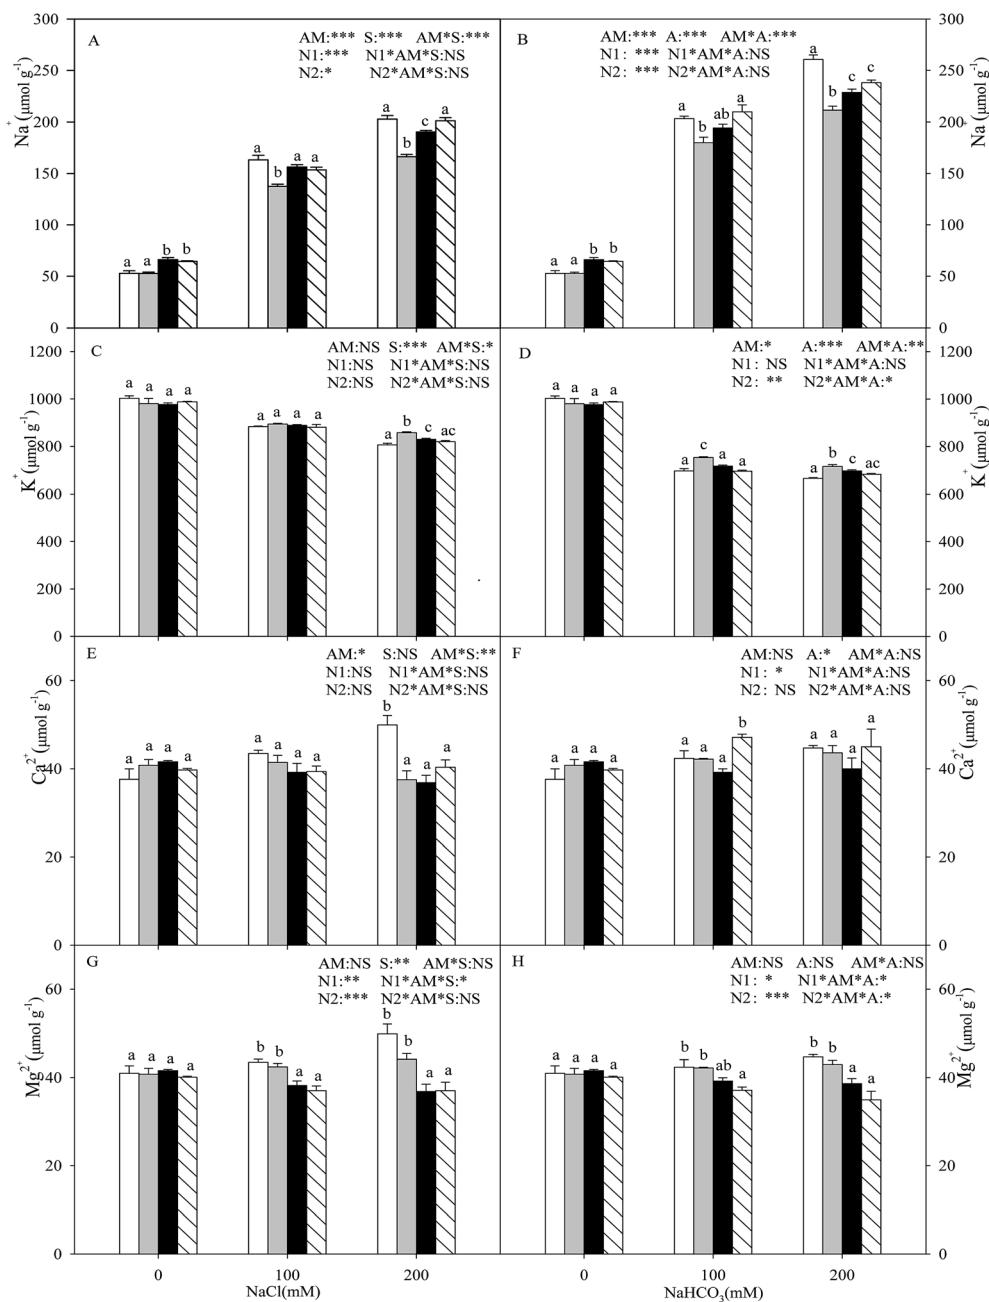 300
250
200
150
100
50
0
Na⁺ (μmol g⁻¹)
A
AM:*** S:*** AM*S:***
N1:*** N1*AM*S:NS
N2:* N2*AM*S:NS
a a b b
a b a a
a b c a
B
AM:*** A:*** AM*A:***
N1: *** N1*AM*A:NS
N2: *** N2*AM*A:NS
a a b b
a b ab a
a b c c
300
250
200
150
100
50
0
Na⁺ (μmol g⁻¹)
1200
1000
800
600
400
200
0
K⁺ (μmol g⁻¹)
C
AM:NS S:*** AM*S:*
N1:NS N1*AM*S:NS
N2:NS N2*AM*S:NS
a a a a
a a a a
a b c ac
D
AM:* A:*** AM*A:**
N1: NS N1*AM*A:NS
N2: ** N2*AM*A:*
a a a a
a c a a
a b c ac
1200
1000
800
600
400
200
0
K⁺ (μmol g⁻¹)
60
40
20
0
Ca²⁺ (μmol g⁻¹)
E
AM:* S:NS AM*S:**
N1:NS N1*AM*S:NS
N2:NS N2*AM*S:NS
a a a a
a a a a
b a a a
F
AM:NS A:* AM*A:NS
N1: * N1*AM*A:NS
N2: NS N2*AM*A:NS
a a a a
a a a b
a a a a
60
40
20
0
Ca²⁺ (μmol g⁻¹)
60
40
20
0
Mg²⁺ (μmol g⁻¹)
G
AM:NS S:** AM*S:NS
N1:** N1*AM*S:*
N2:*** N2*AM*S:NS
a a a a
b b a a
b b a a
H
AM:NS A:NS AM*A:NS
N1: * N1*AM*A:*
N2: *** N2*AM*A:*
a a a a
b b ab a
b b a a
60
40
20
0
Mg²⁺ (μmol g⁻¹)
0 100 200
NaCl(mM)
0 100 200
NaHCO₃(mM)